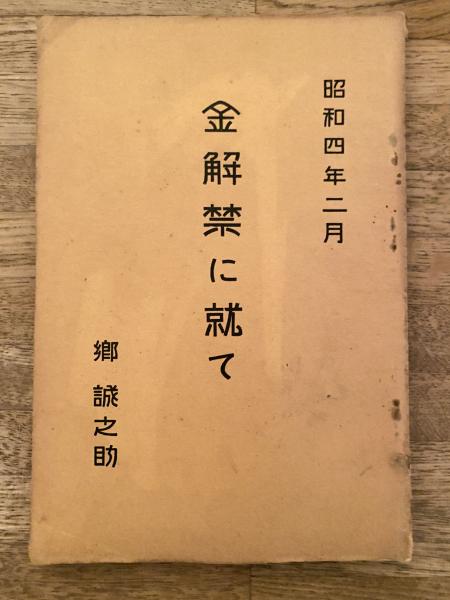 昭和四年二月
金解禁に就て
郷 誠之助